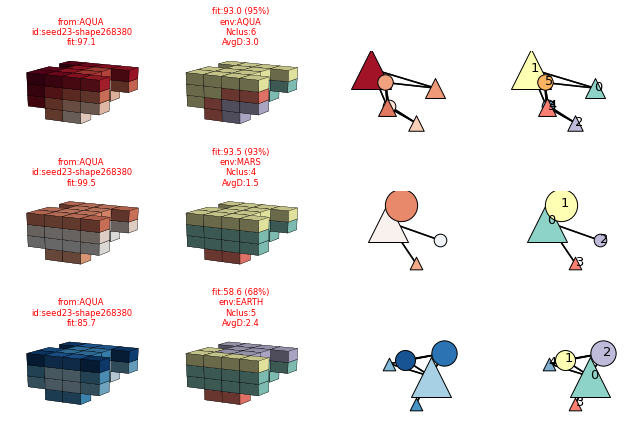 from:AQUA
id:seed23-shape268380
fit:97.1
fit:93.0 (95%)
env:AQUA
Nclus:6
AvgD:3.0
1
5
0
4
2
from:AQUA
id:seed23-shape268380
fit:99.5
fit:93.5 (93%)
env:MARS
Nclus:4
AvgD:1.5
1
0
2
3
from:AQUA
id:seed23-shape268380
fit:85.7
fit:58.6 (68%)
env:EARTH
Nclus:5
AvgD:2.4
2
1
4
0
3